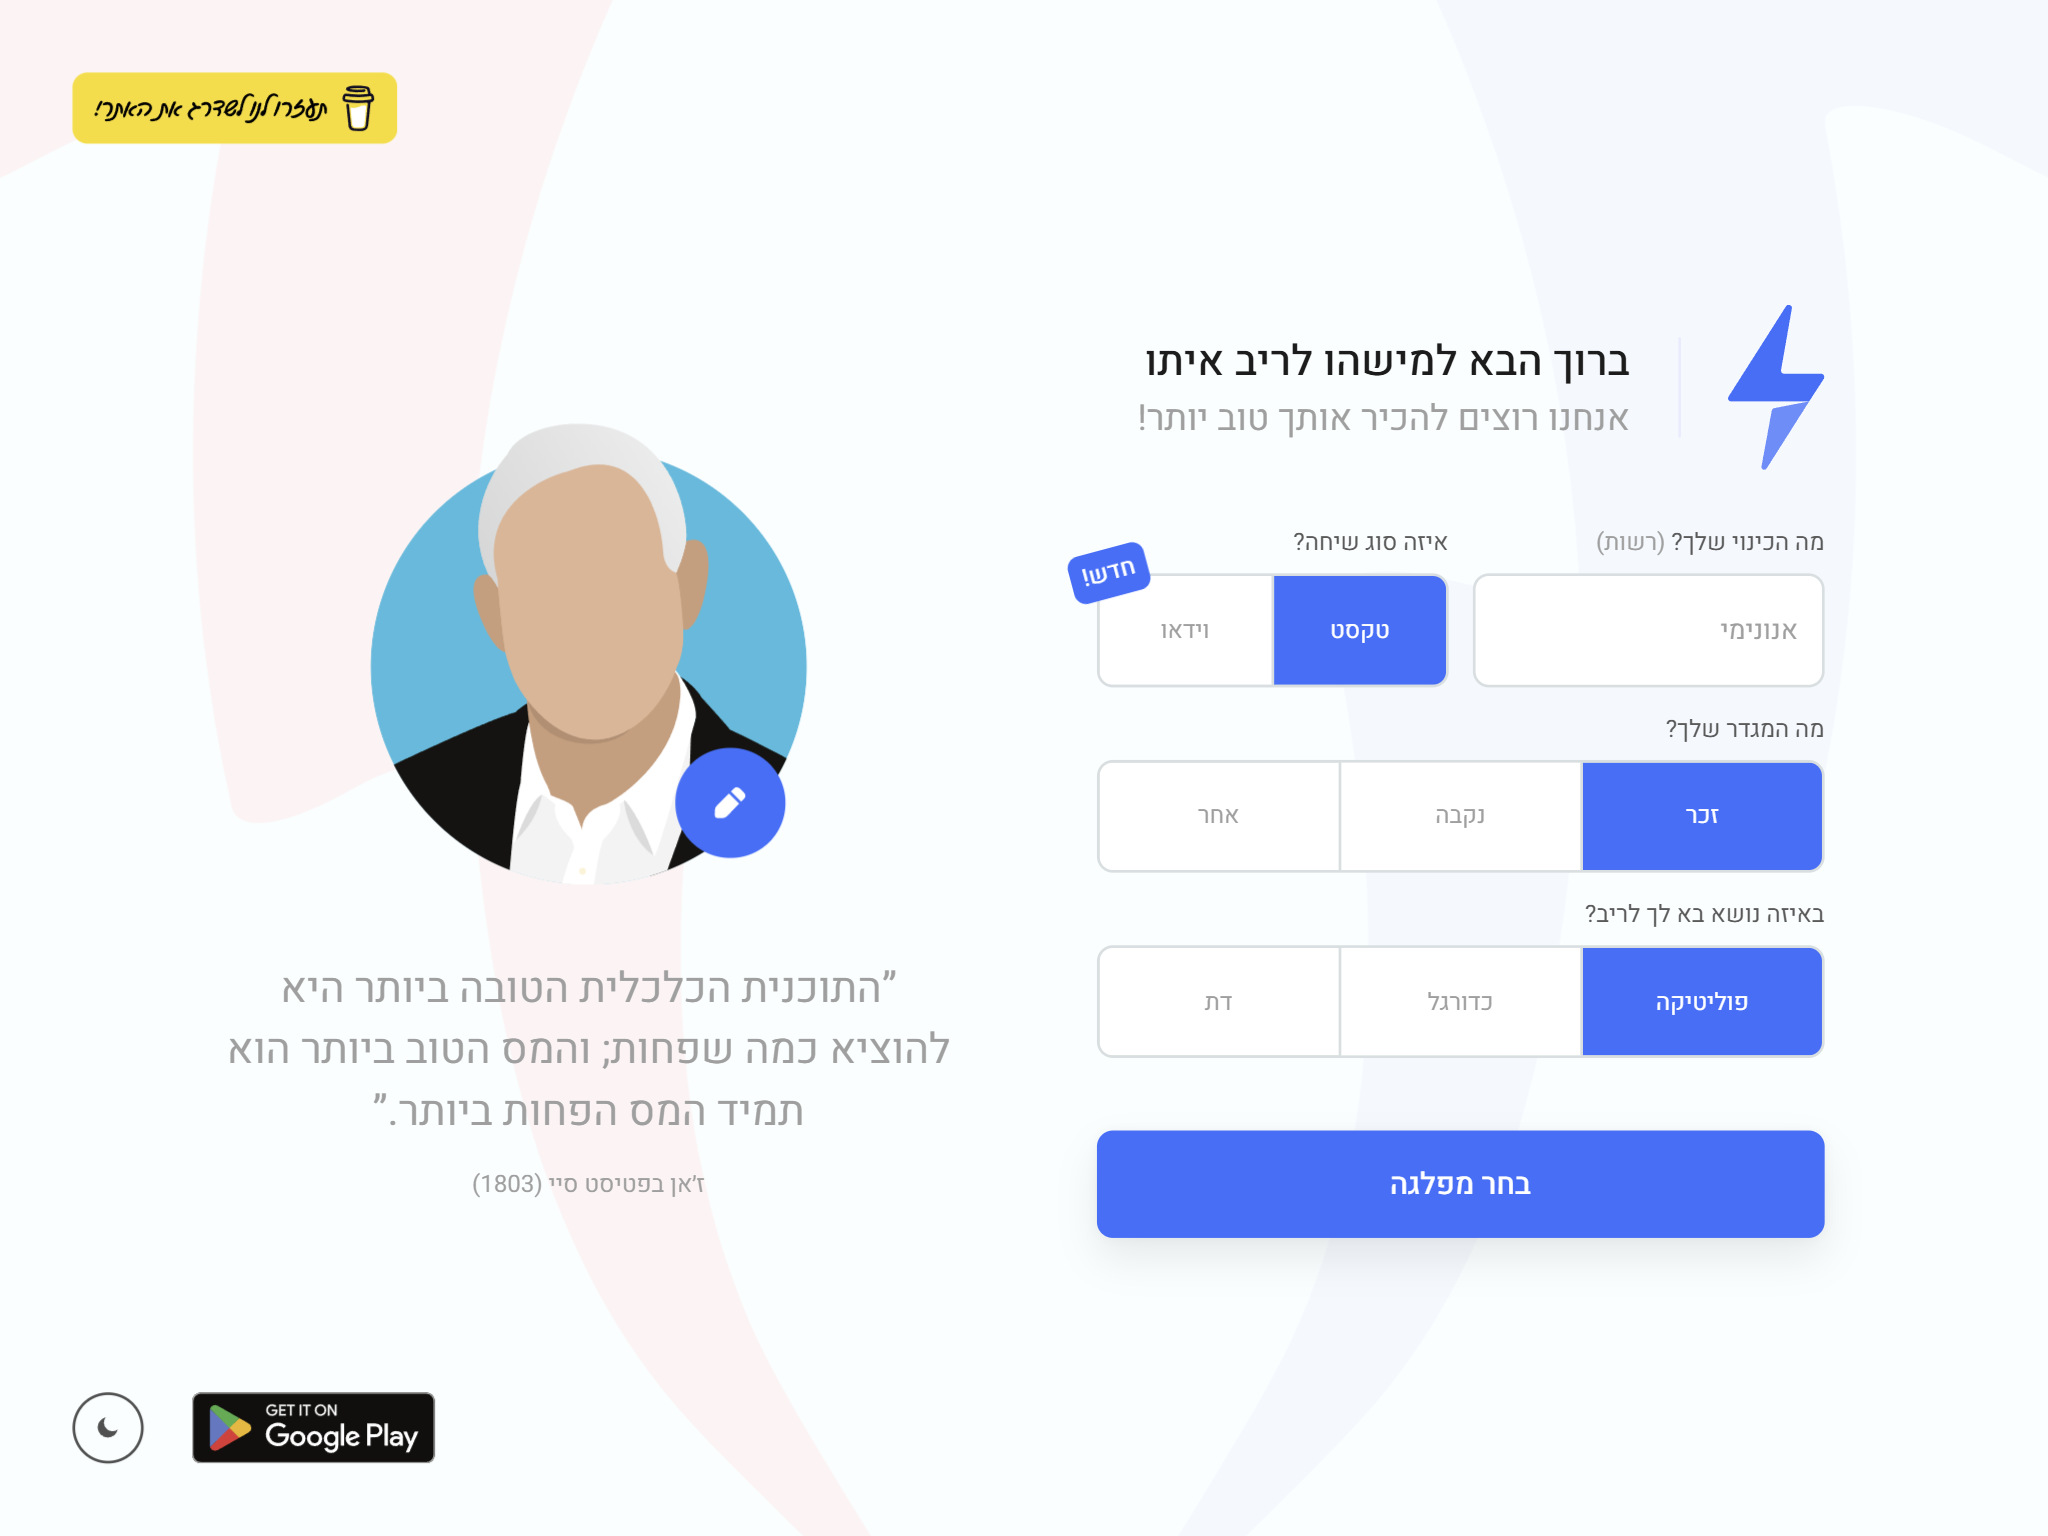 תעזרו לנו לשדרג את האתר!
ברוך הבא למישהו לריב איתו
אנחנו רוצים להכיר אותך טוב יותר!
מה הכינוי שלך? (רשות)
אנונימי
איזה סוג שיחה?
חדש!
טקסט
וידאו
מה המגדר שלך?
זכר
נקבה
אחר
באיזה נושא בא לך לריב?
פוליטיקה
כדורגל
דת
בחר מפלגה
”התוכנית הכלכלית הטובה ביותר היא
להוציא כמה שפחות; והמס הטוב ביותר הוא
תמיד המס הפחות ביותר.”
ז׳אן בפטיסט סיי (1803)
GET IT ON
Google Play